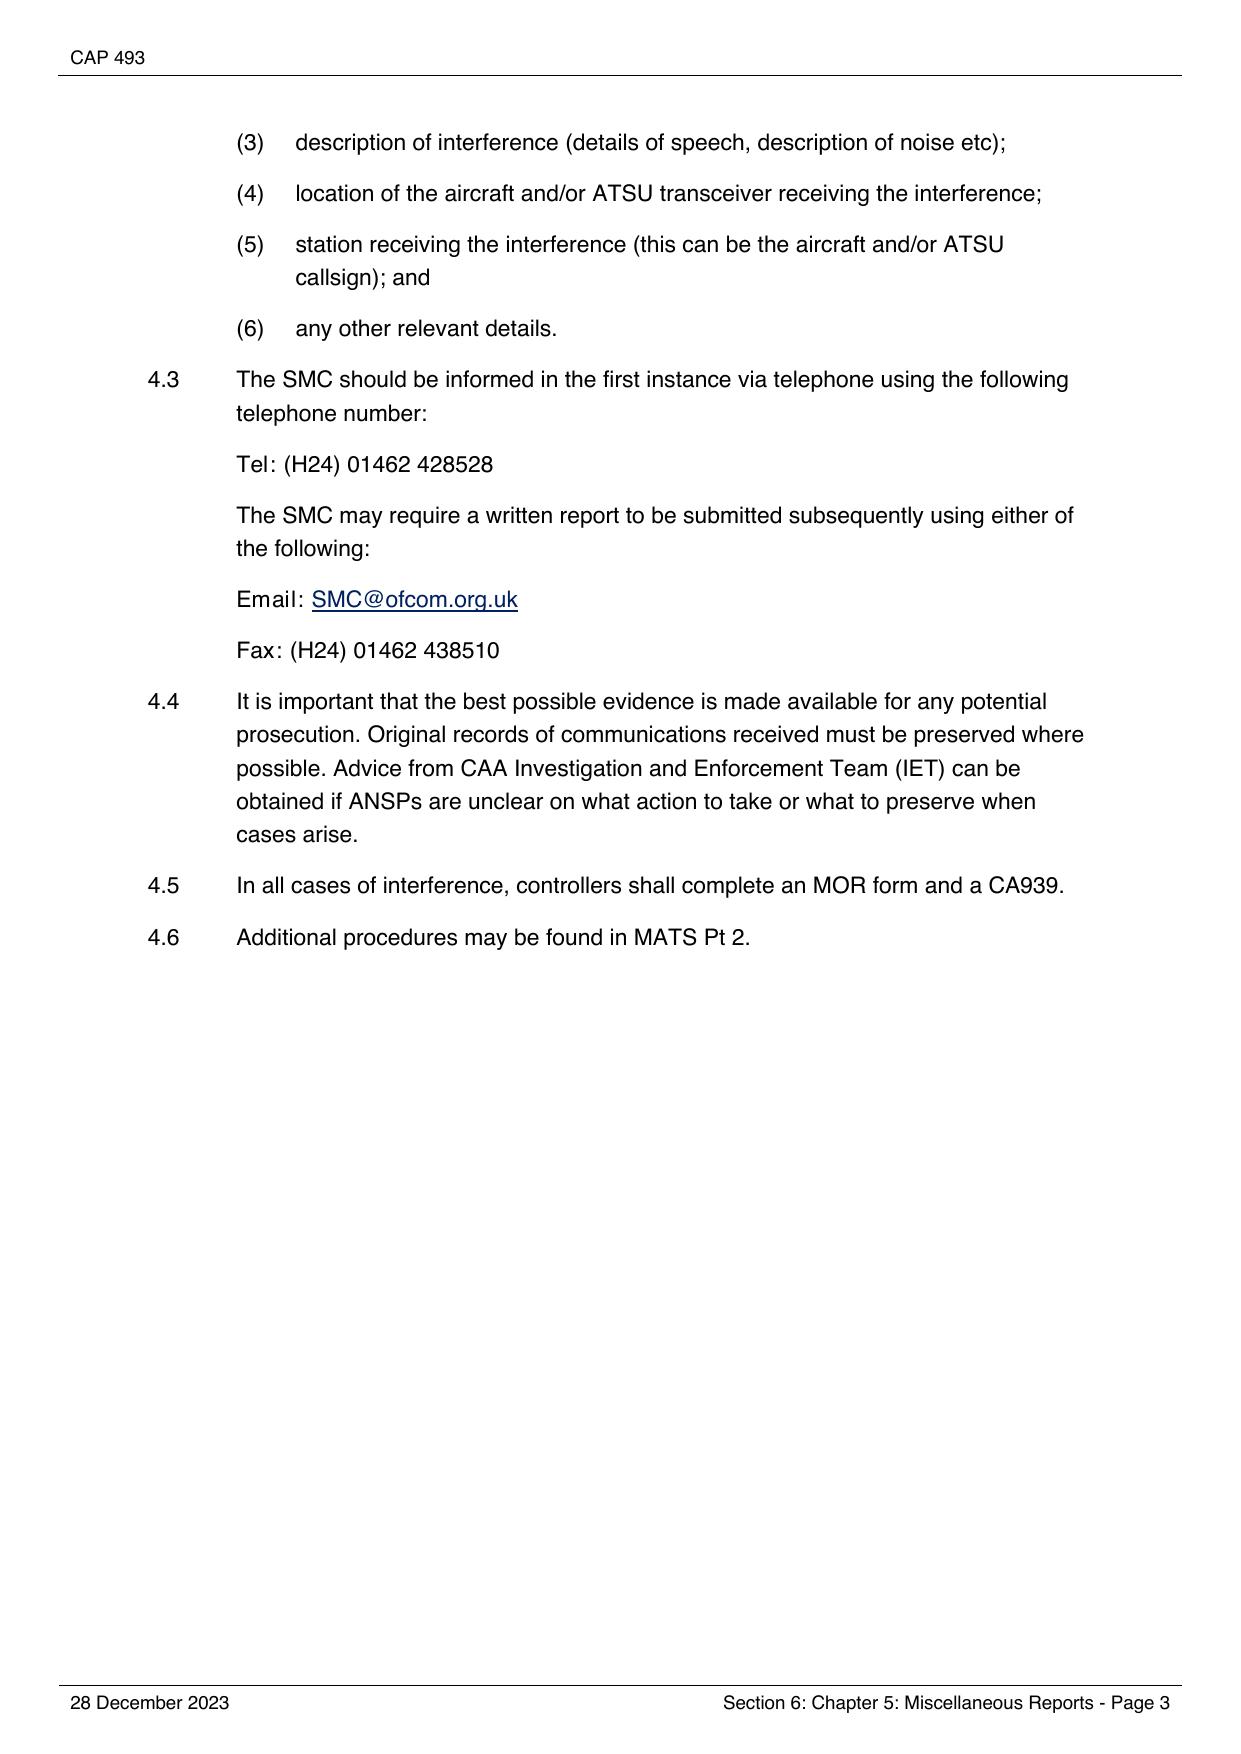 CAP 493
(3) description of interference (details of speech, description of noise etc);
(4) location of the aircraft and/or ATSU transceiver receiving the interference;
(5) station receiving the interference (this can be the aircraft and/or ATSU
callsign); and
(6) any other relevant details.
4.3 The SMC should be informed in the first instance via telephone using the following
telephone number:
Tel: (H24) 01462 428528
The SMC may require a written report to be submitted subsequently using either of
the following:
Email: SMC@ofcom.org.uk
Fax: (H24) 01462 438510
4.4 It is important that the best possible evidence is made available for any potential
prosecution. Original records of communications received must be preserved where
possible. Advice from CAA Investigation and Enforcement Team (IET) can be
obtained if ANSPs are unclear on what action to take or what to preserve when
cases arise.
4.5 In all cases of interference, controllers shall complete an MOR form and a CA939.
4.6 Additional procedures may be found in MATS Pt 2.
28 December 2023 Section 6: Chapter 5: Miscellaneous Reports - Page 3